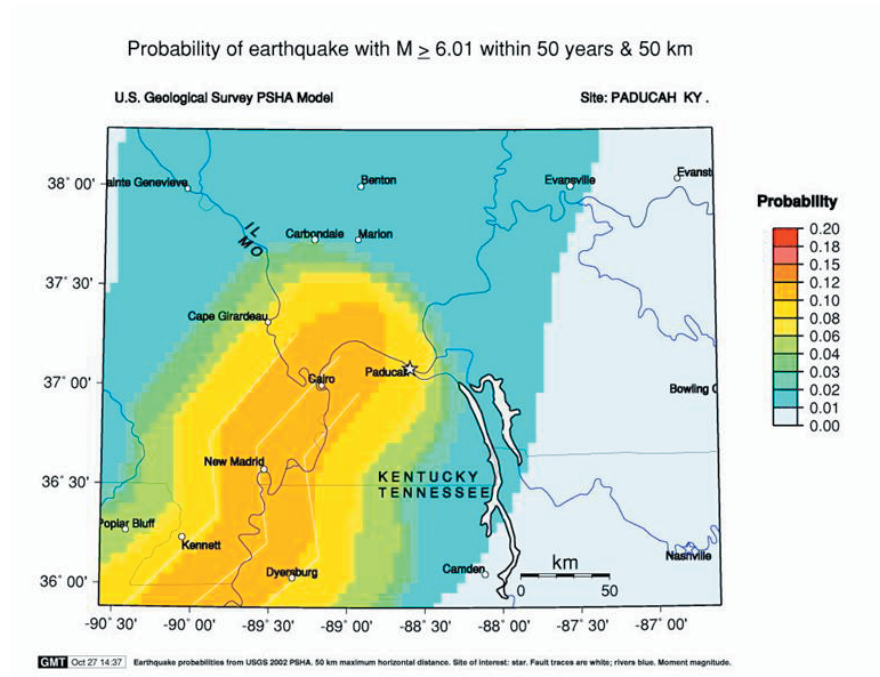 Probability of earthquake with M ≥ 6.01 within 50 years & 50 km
U.S. Geological Survey PSHA Model
Site: PADUCAH KY .
38° 00'
37° 30'
37° 00'
36° 30'
36° 00'
ainte Genevieve
Benton
Evansville
Evanst
IL
MO
Carbondale
Marion
Cape Girardeau
Cairo
Paducah
Bowling G
New Madrid
KENTUCKY
TENNESSEE
Poplar Bluff
Kennett
Dyersburg
Camden
Nashville
km
0 50
-90° 30' -90° 00' -89° 30' -89° 00' -88° 30' -88° 00' -87° 30' -87° 00'
Probability
0.20
0.18
0.15
0.12
0.10
0.08
0.06
0.04
0.03
0.02
0.01
0.00
GMT Oct 27 14:37 Earthquake probabilities from USGS 2002 PSHA. 50 km maximum horizontal distance. Site of interest: star. Fault traces are white; rivers blue. Moment magnitude.